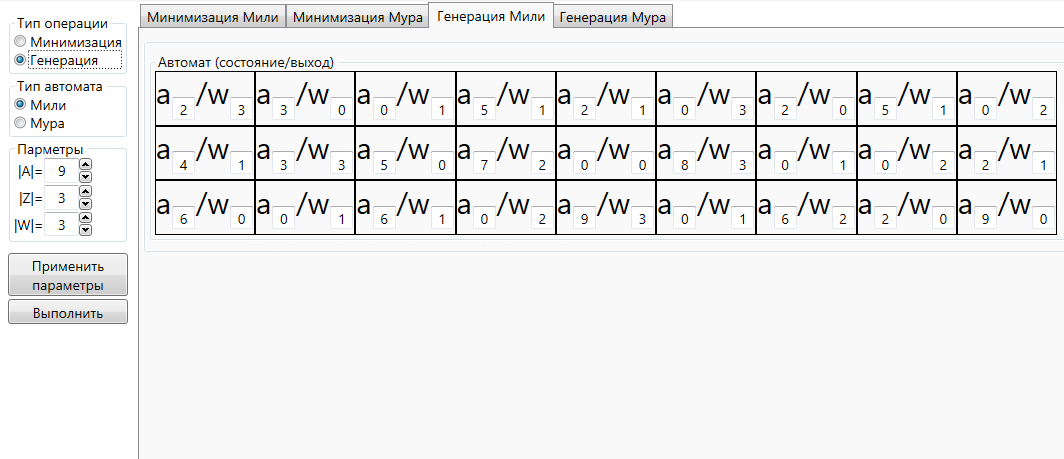 Минимизация Мили Минимизация Мура Генерация Мили Генерация Мура
Тип операции
Минимизация
Генерация
Тип автомата
Мили
Мура
Парметры
|A|= 9
|Z|= 3
|W|= 3
Применить
параметры
Выполнить
Автомат (состояние/выход)
a2/w3 a3/w0 a0/w1 a5/w1 a2/w1 a0/w3 a2/w0 a5/w1 a0/w2
a4/w1 a3/w3 a5/w0 a7/w2 a0/w0 a8/w3 a0/w1 a0/w2 a2/w1
a6/w0 a0/w1 a6/w1 a0/w2 a9/w3 a0/w1 a6/w2 a2/w0 a9/w0